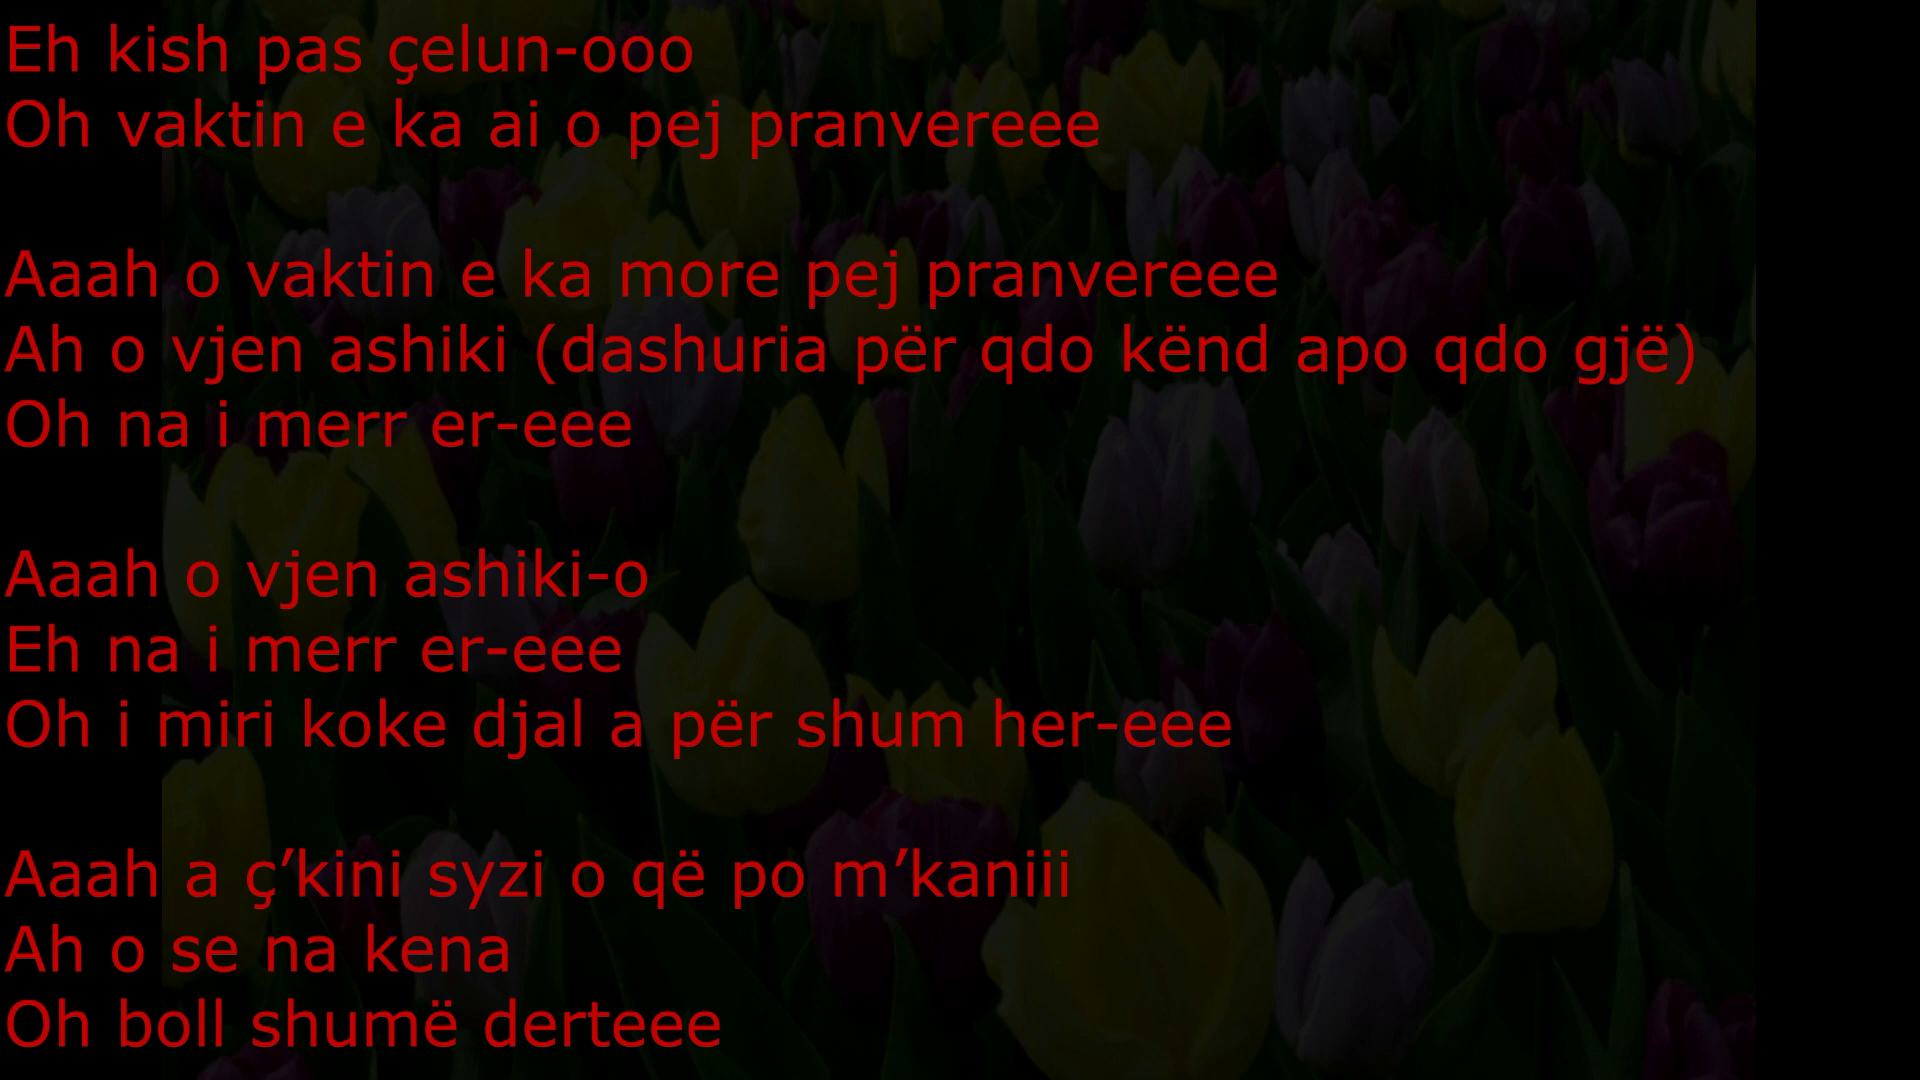 Eh kish pas çelun-ooo
Oh vaktin e ka ai o pej pranvereee
Aaah o vaktin e ka more pej pranvereee
Ah o vjen ashiki (dashuria për qdo kënd apo qdo gjë)
Oh na i merr er-eee
Aaah o vjen ashiki-o
Eh na i merr er-eee
Oh i miri koke djal a për shum her-eee
Aaah a ç’kini syzi o që po m’kaniii
Ah o se na kena
Oh boll shumë derteee